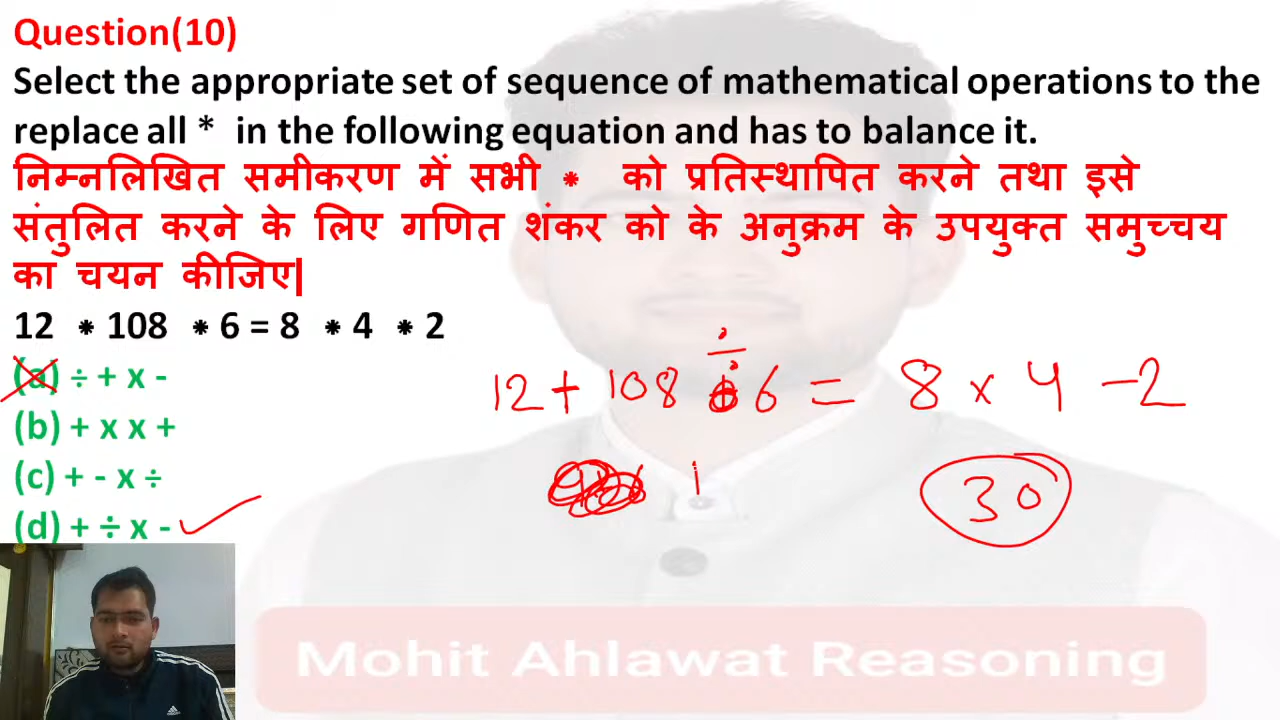 Question(10)
Select the appropriate set of sequence of mathematical operations to the
replace all * in the following equation and has to balance it.
निम्नलिखित समीकरण में सभी * को प्रतिस्थापित करने तथा इसे
संतुलित करने के लिए गणित शंकर को के अनुक्रम के उपयुक्त समुच्चय
का चयन कीजिए|
12 * 108 * 6 = 8 * 4 * 2
(a) ÷ + x -
(b) + x x +
(c) + - x ÷
(d) + ÷ x -
12 + 108 ÷ 6 = 8 x 4 - 2
30
Mohit Ahlawat Reasoning